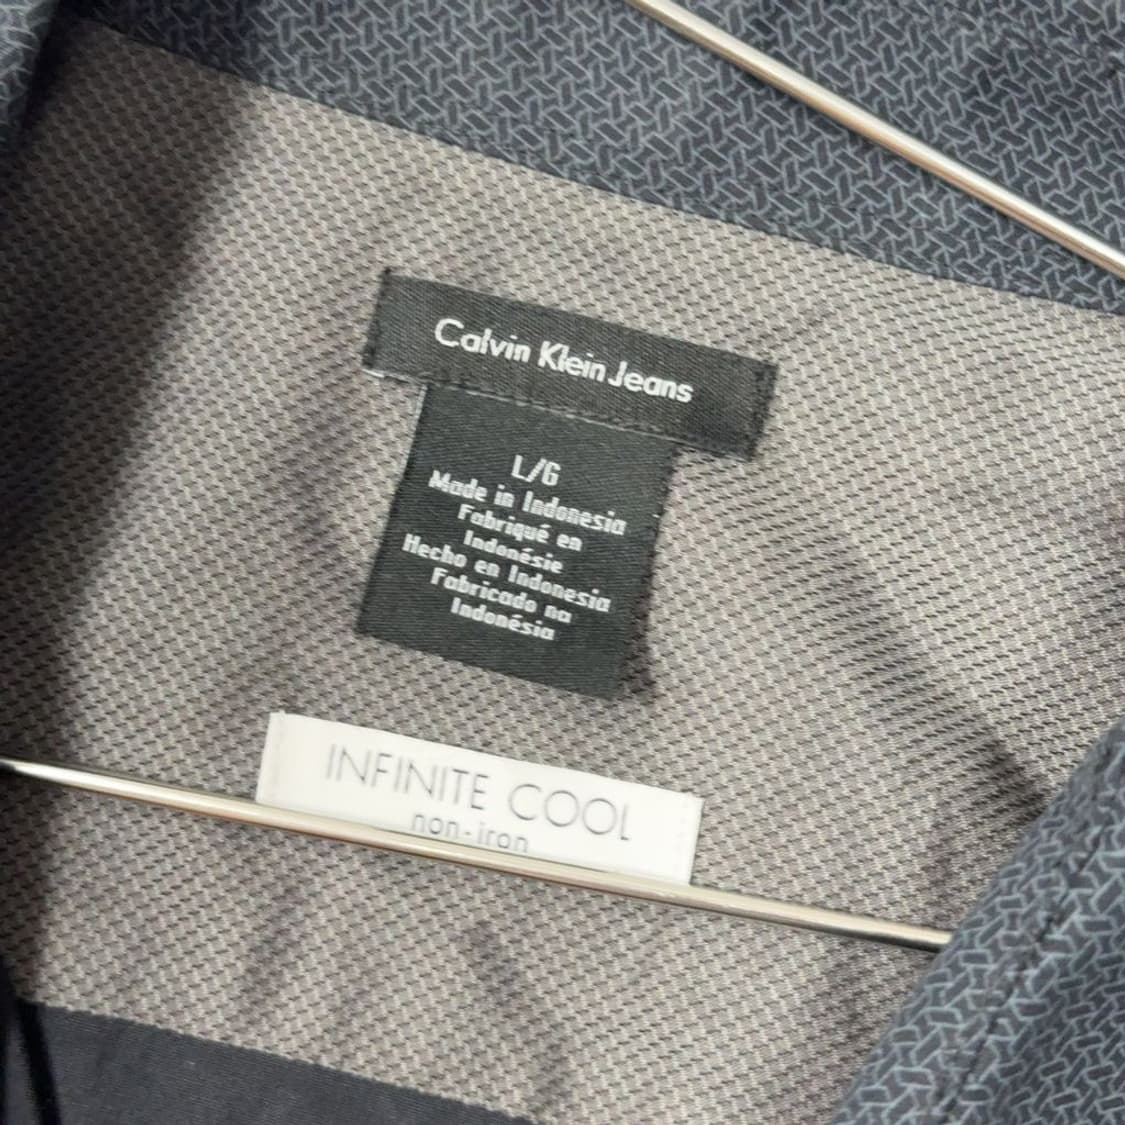 Calvin Klein Jeans
L/G
Made in Indonesia
Fabriqué en
Indonésie
Hecho en Indonesia
Fabricado na
Indonésia
INFINITE COOL
non-iron